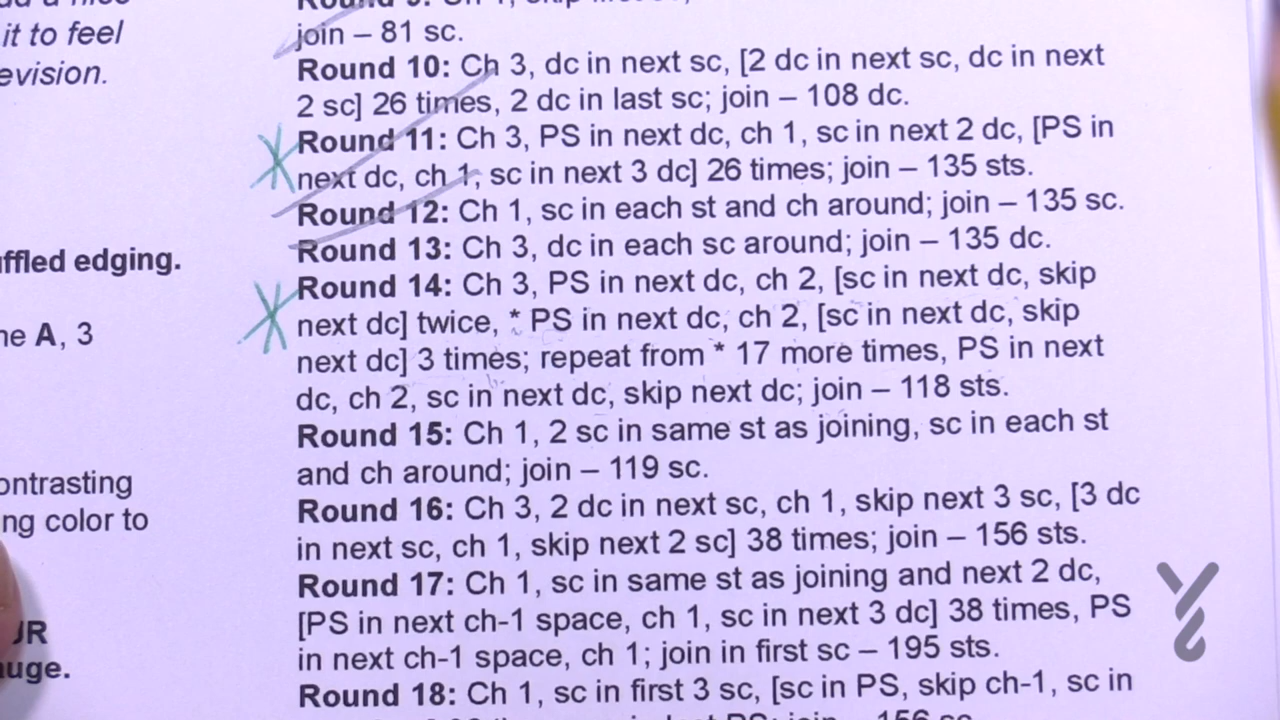 it to feel
evision.
uffled edging.
ne A, 3
ontrasting
ng color to
UR
auge.
join – 81 sc.
Round 10: Ch 3, dc in next sc, [2 dc in next sc, dc in next
2 sc] 26 times, 2 dc in last sc; join – 108 dc.
Round 11: Ch 3, PS in next dc, ch 1, sc in next 2 dc, [PS in
next dc, ch 1, sc in next 3 dc] 26 times; join – 135 sts.
Round 12: Ch 1, sc in each st and ch around; join – 135 sc.
Round 13: Ch 3, dc in each sc around; join – 135 dc.
Round 14: Ch 3, PS in next dc, ch 2, [sc in next dc, skip
next dc] twice, * PS in next dc, ch 2, [sc in next dc, skip
next dc] 3 times; repeat from * 17 more times, PS in next
dc, ch 2, sc in next dc, skip next dc; join – 118 sts.
Round 15: Ch 1, 2 sc in same st as joining, sc in each st
and ch around; join – 119 sc.
Round 16: Ch 3, 2 dc in next sc, ch 1, skip next 3 sc, [3 dc
in next sc, ch 1, skip next 2 sc] 38 times; join – 156 sts.
Round 17: Ch 1, sc in same st as joining and next 2 dc,
[PS in next ch-1 space, ch 1, sc in next 3 dc] 38 times, PS
in next ch-1 space, ch 1; join in first sc – 195 sts.
Round 18: Ch 1, sc in first 3 sc, [sc in PS, skip ch-1, sc in